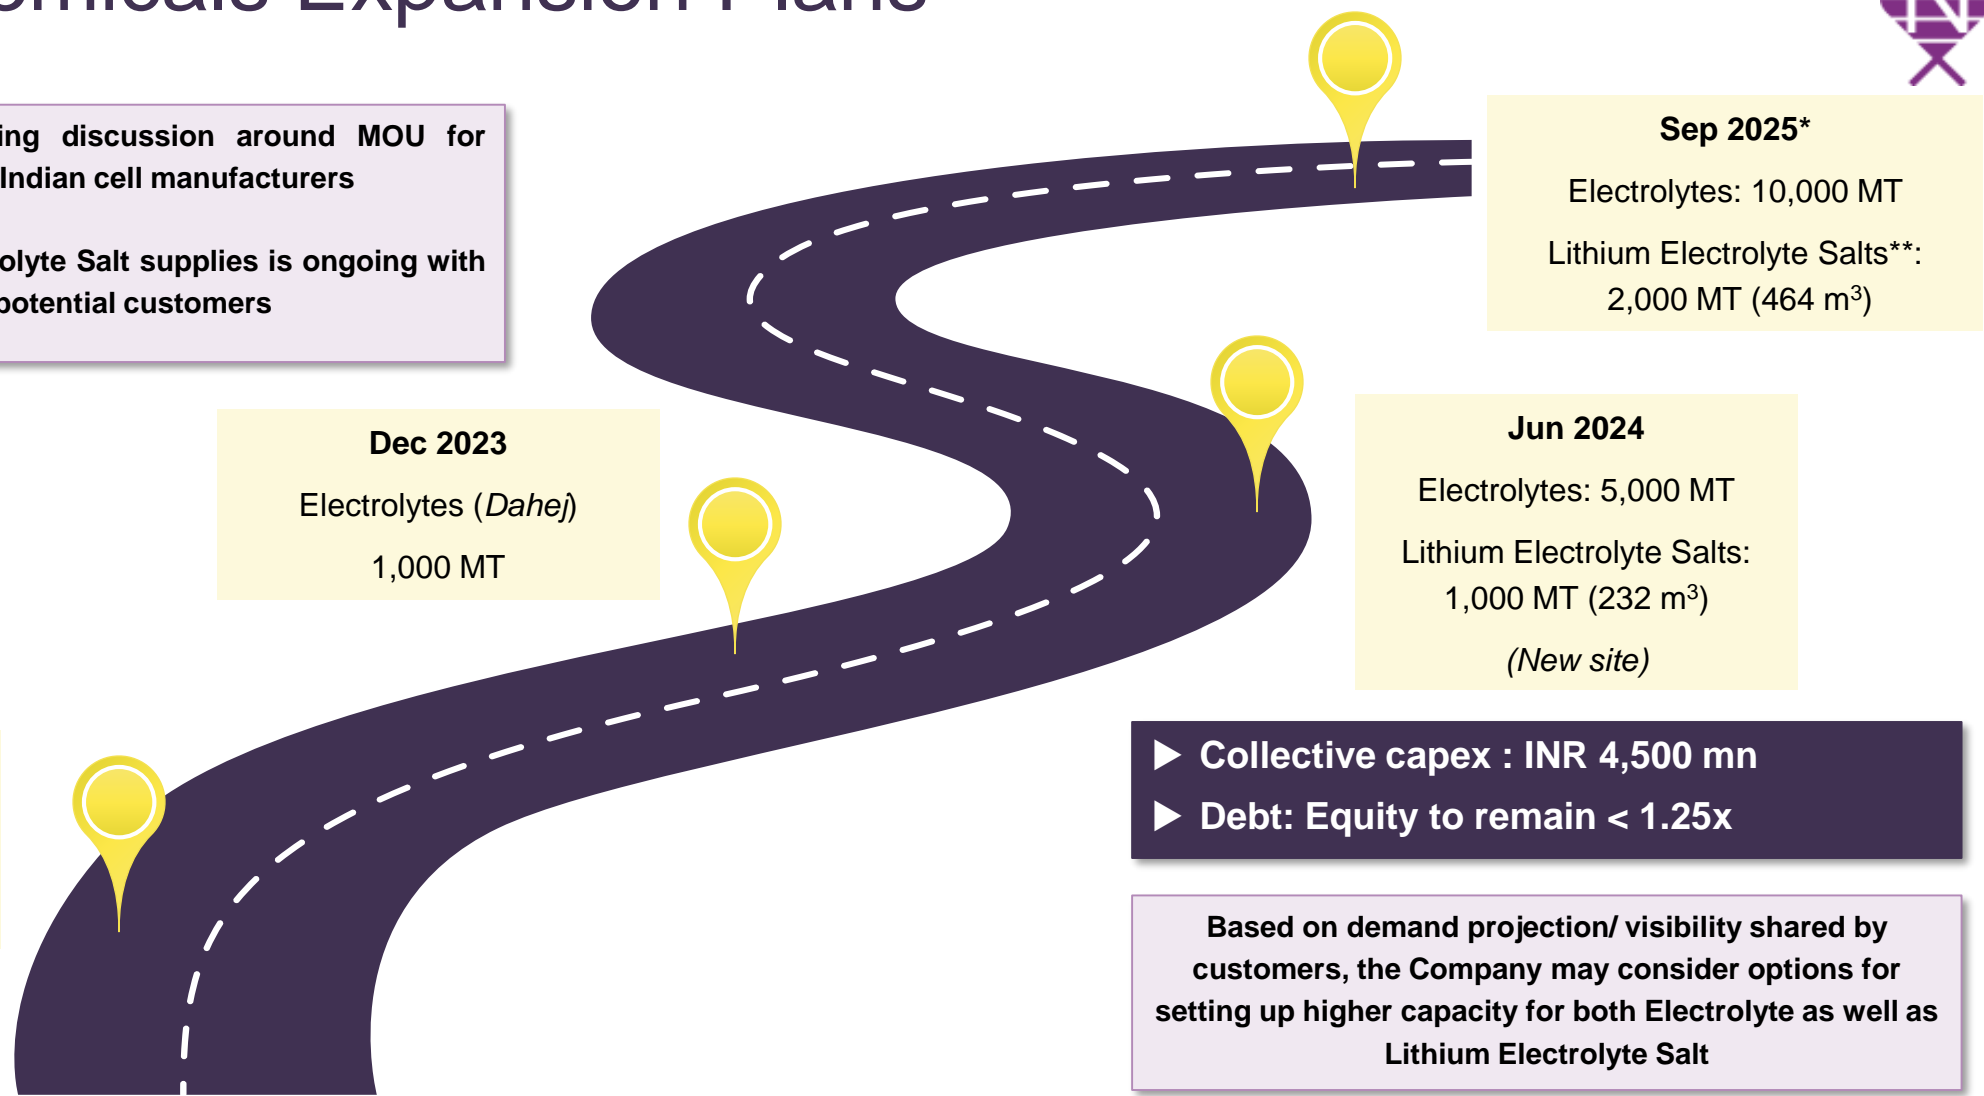 Expansion Plans
discussion around MOU for
Indian cell manufacturers
Salt supplies is ongoing with
potential customers
Sep 2025*
Electrolytes: 10,000 MT
Lithium Electrolyte Salts**:
2,000 MT (464 m³)
Dec 2023
Electrolytes (Dahej)
1,000 MT
Jun 2024
Electrolytes: 5,000 MT
Lithium Electrolyte Salts:
1,000 MT (232 m³)
(New site)
Collective capex : INR 4,500 mn
Debt: Equity to remain < 1.25x
Based on demand projection/ visibility shared by
customers, the Company may consider options for
setting up higher capacity for both Electrolyte as well as
Lithium Electrolyte Salt